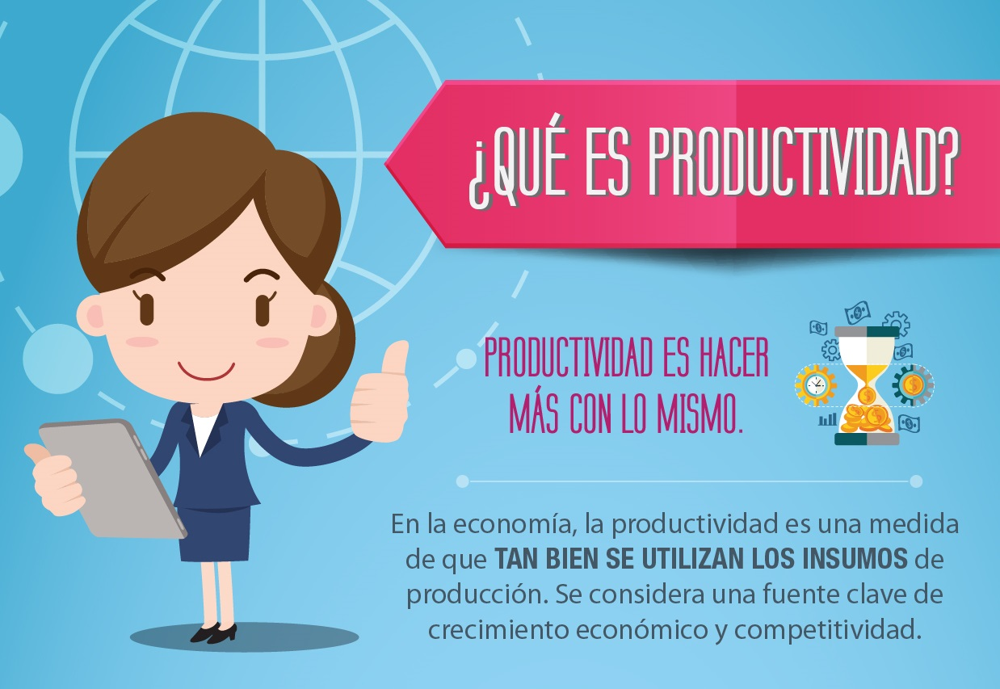 ¿QUÉ ES PRODUCTIVIDAD?
PRODUCTIVIDAD ES HACER
MÁS CON LO MISMO.
En la economía, la productividad es una medida
de que TAN BIEN SE UTILIZAN LOS INSUMOS de
producción. Se considera una fuente clave de
crecimiento económico y competitividad.